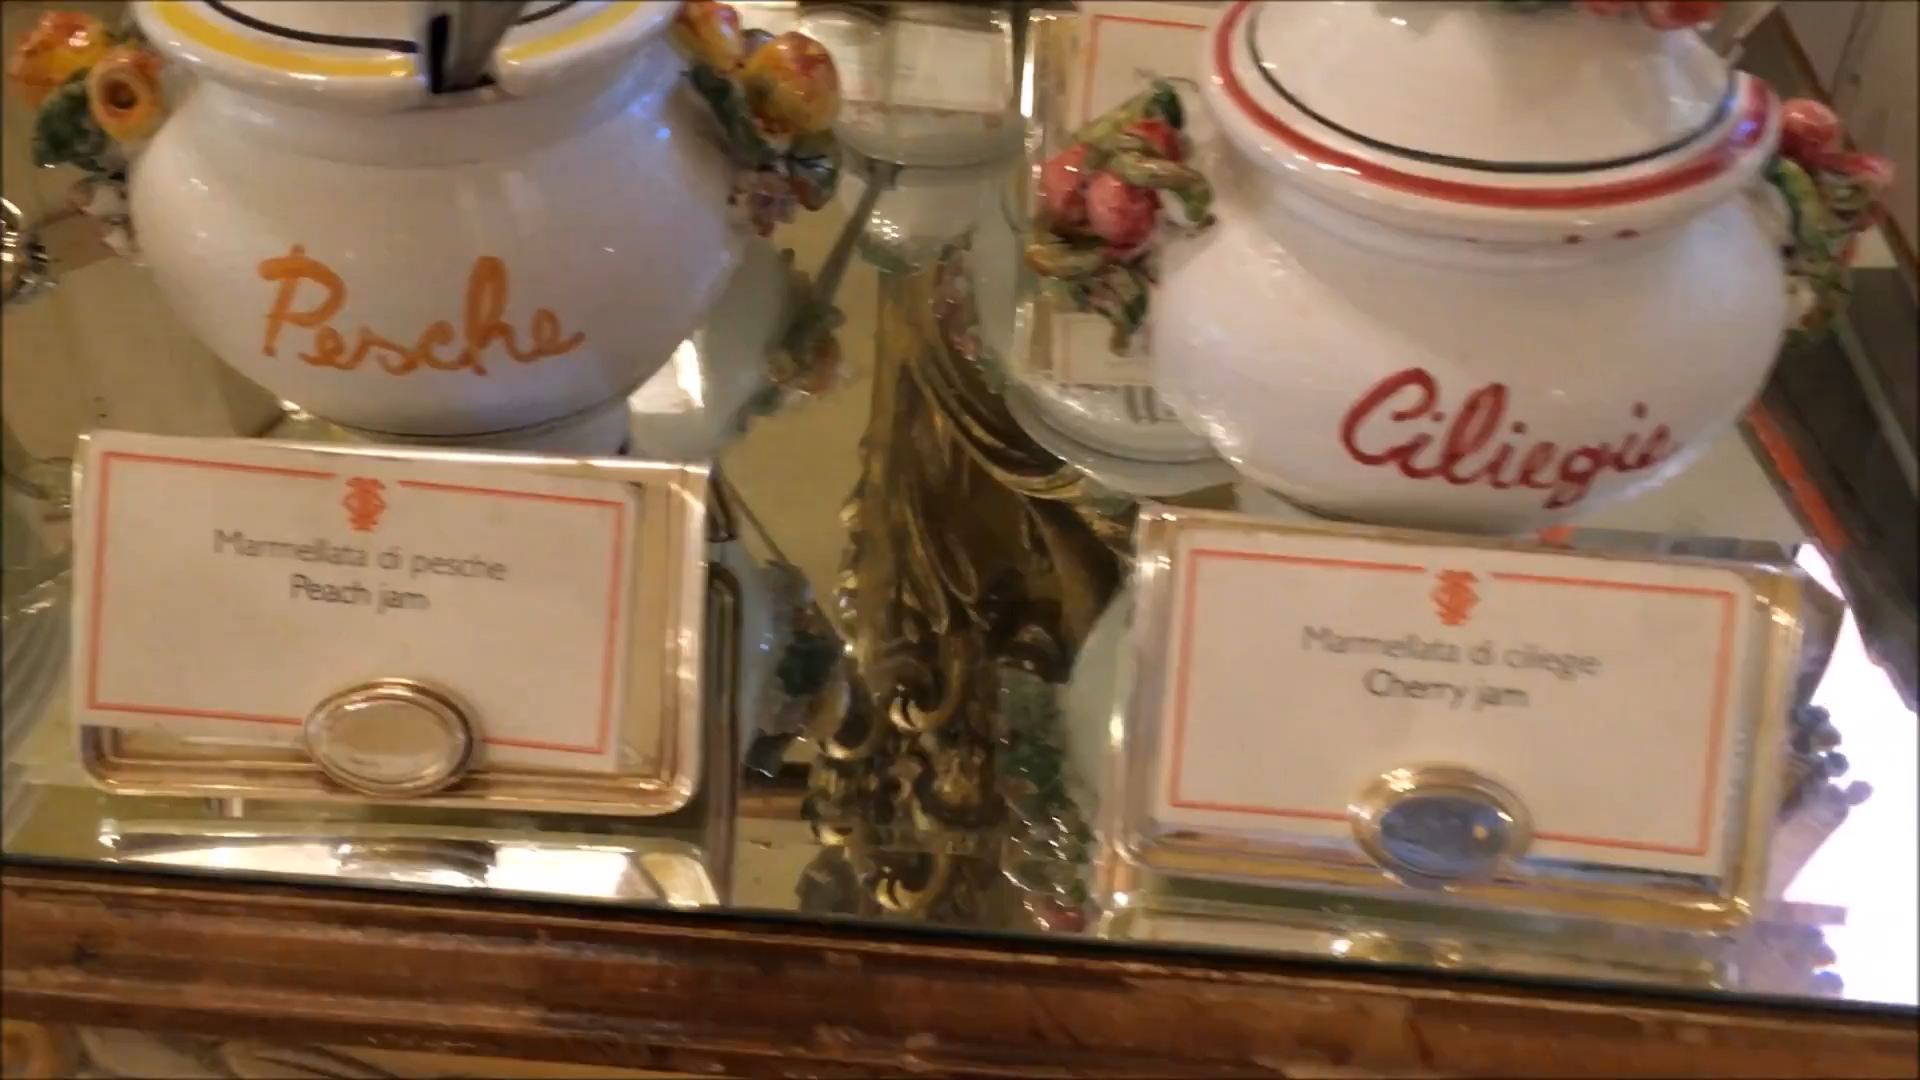 Pesche
Ciliegie
Marmellata di pesche
Peach jam
Marmellata di ciliege
Cherry jam